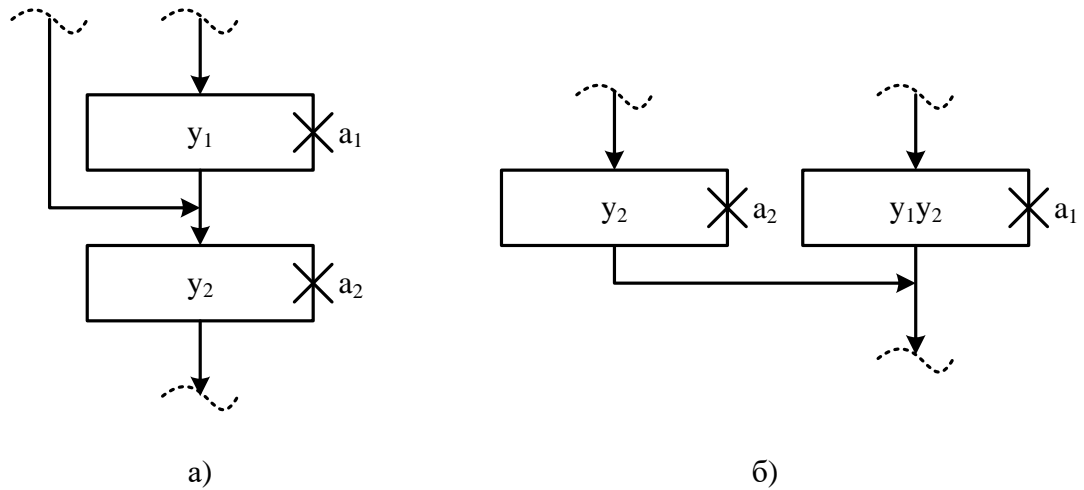 y₁ a₁
y₂ a₂
а)
y₂ a₂
y₁y₂ a₁
б)